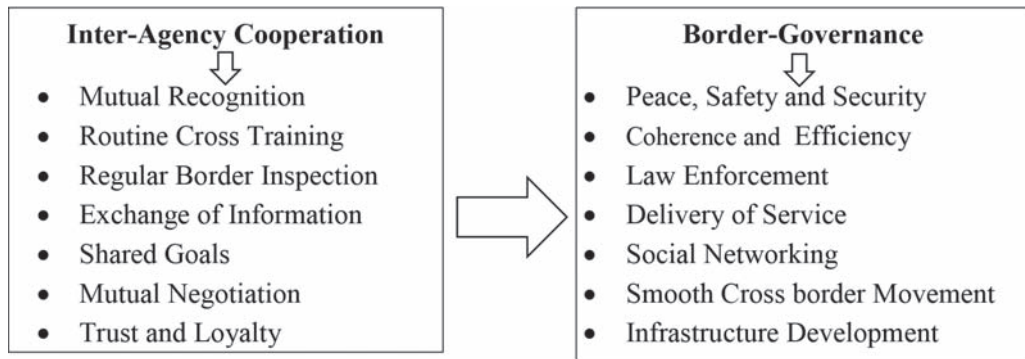 Inter-Agency Cooperation
• Mutual Recognition
• Routine Cross Training
• Regular Border Inspection
• Exchange of Information
• Shared Goals
• Mutual Negotiation
• Trust and Loyalty
Border-Governance
• Peace, Safety and Security
• Coherence and Efficiency
• Law Enforcement
• Delivery of Service
• Social Networking
• Smooth Cross border Movement
• Infrastructure Development